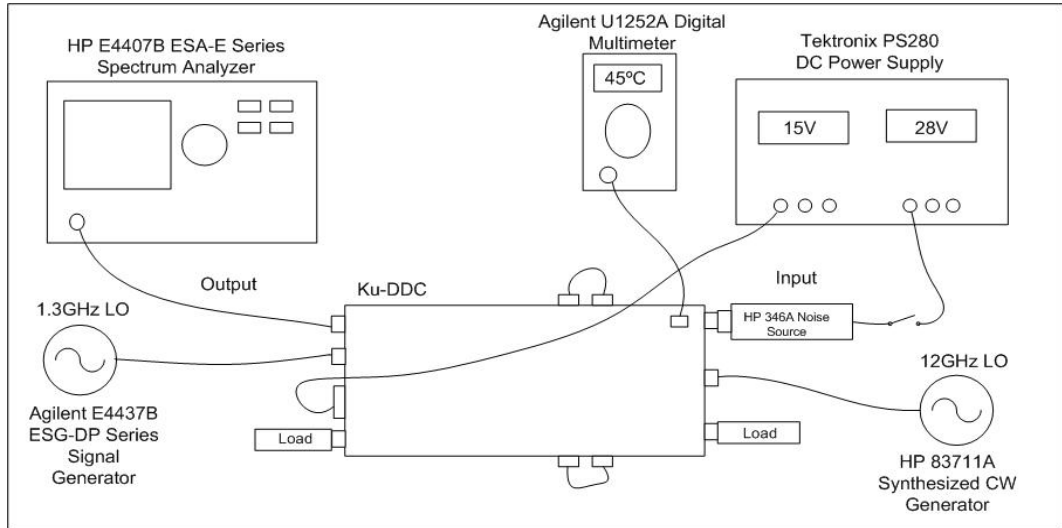 HP E4407B ESA-E Series
Spectrum Analyzer
Agilent U1252A Digital
Multimeter
45ºC
Tektronix PS280
DC Power Supply
15V
28V
Output
Ku-DDC
Input
1.3GHz LO
HP 346A Noise
Source
12GHz LO
Agilent E4437B
ESG-DP Series
Signal
Generator
Load
Load
HP 83711A
Synthesized CW
Generator